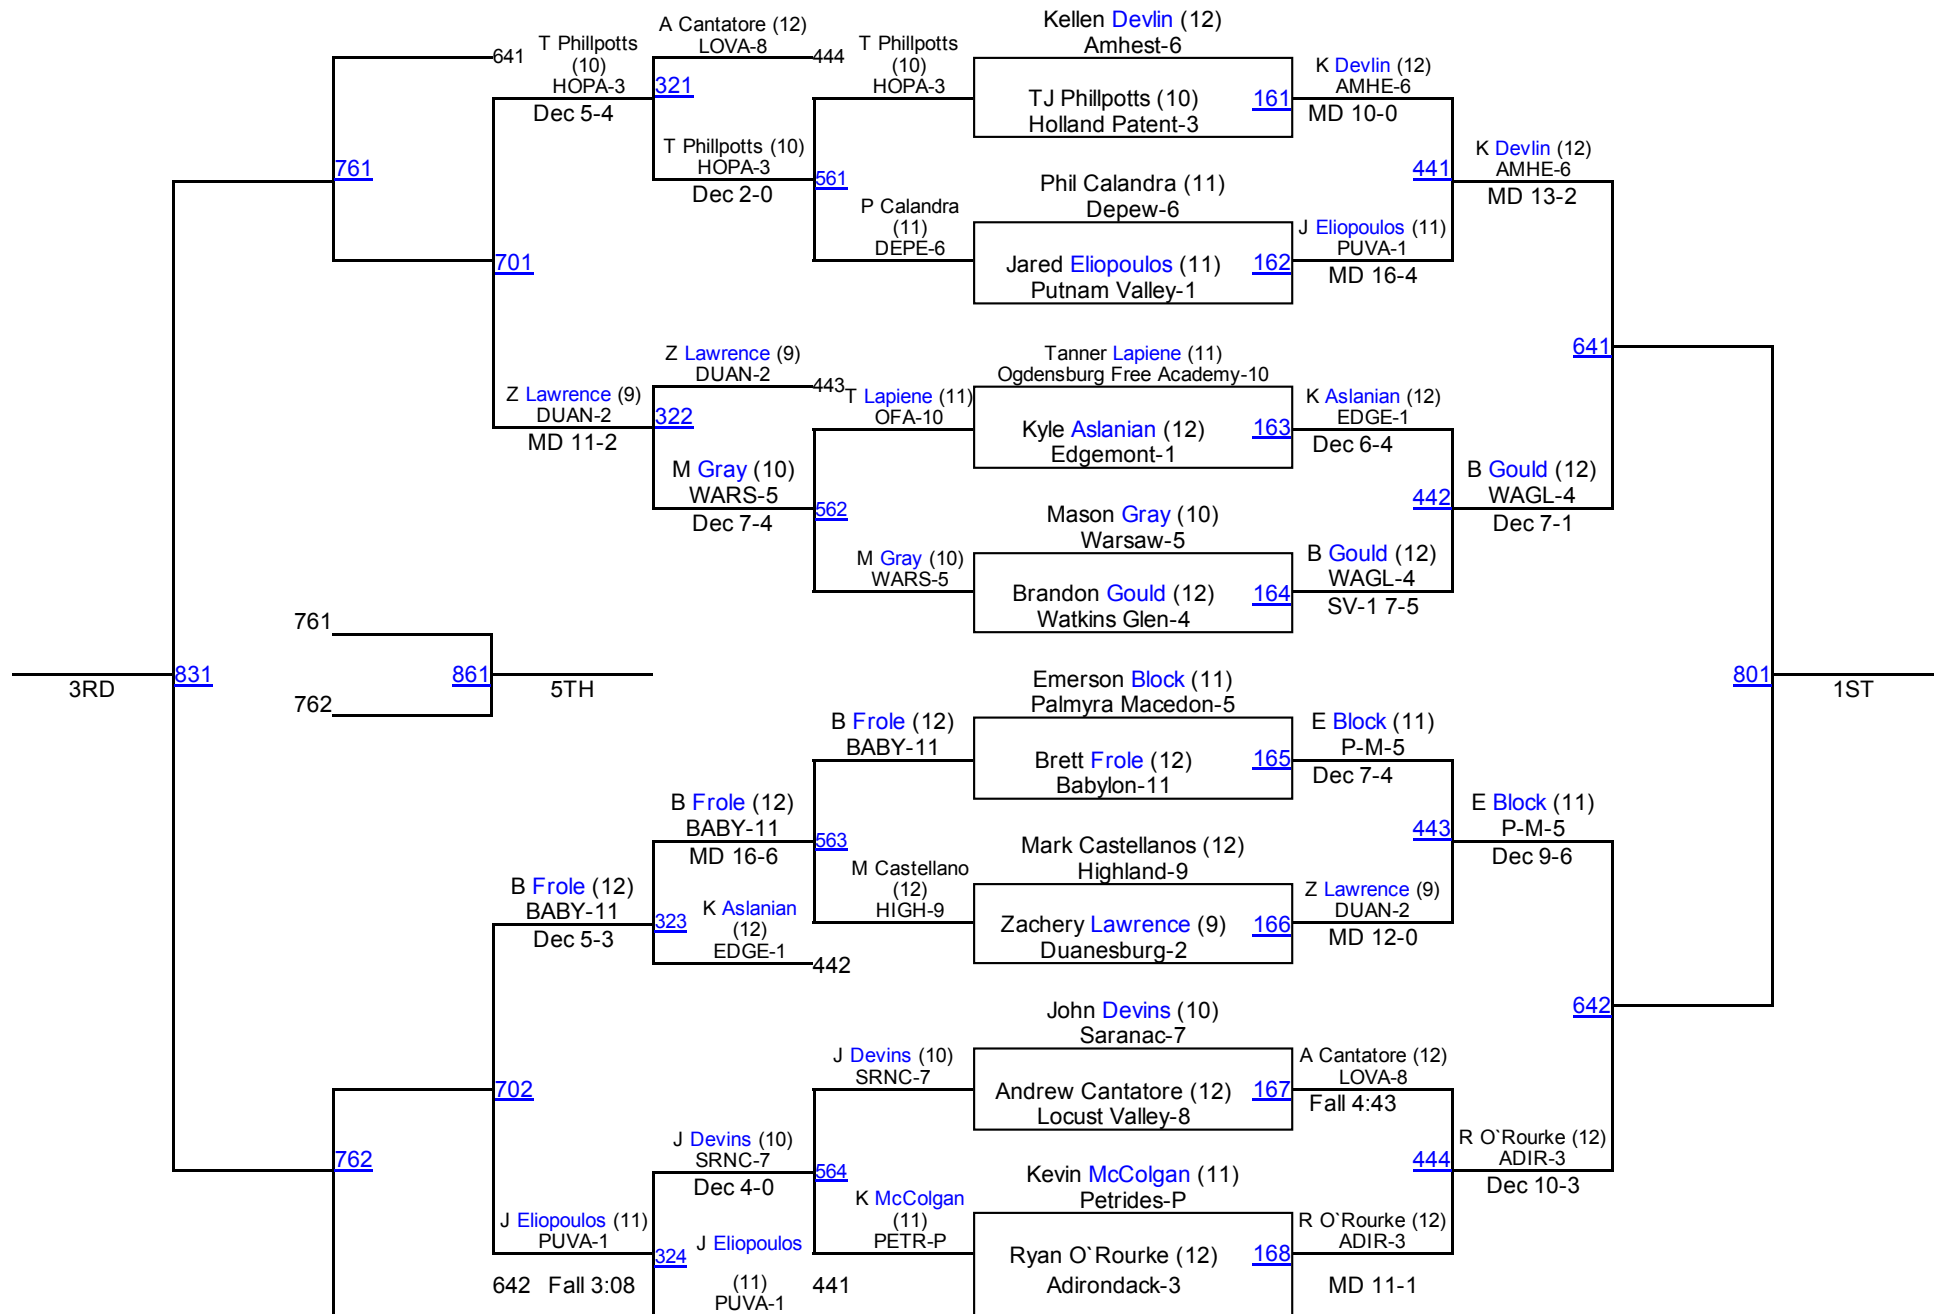 Kellen Devlin (12)
Amhest-6
A Cantatore (12)
LOVA-8
T Phillpotts
(10)
HOPA-3
Dec 5-4
641
444
T Phillpotts
(10)
HOPA-3
321
TJ Phillpotts (10)
Holland Patent-3
161
K Devlin (12)
AMHE-6
MD 10-0
T Phillpotts (10)
HOPA-3
Dec 2-0
561
761
441
K Devlin (12)
AMHE-6
MD 13-2
Phil Calandra (11)
Depew-6
P Calandra
(11)
DEPE-6
J Eliopoulos (11)
PUVA-1
MD 16-4
701
Jared Eliopoulos (11)
Putnam Valley-1
162
Z Lawrence (9)
DUAN-2
443
Tanner Lapiene (11)
Ogdensburg Free Academy-10
641
Z Lawrence (9)
DUAN-2
MD 11-2
322
T Lapiene (11)
OFA-10
Kyle Aslanian (12)
Edgemont-1
163
K Aslanian (12)
EDGE-1
Dec 6-4
M Gray (10)
WARS-5
Dec 7-4
562
442
B Gould (12)
WAGL-4
Dec 7-1
Mason Gray (10)
Warsaw-5
M Gray (10)
WARS-5
Brandon Gould (12)
Watkins Glen-4
164
B Gould (12)
WAGL-4
SV-1 7-5
761
3RD
831
861
5TH
762
801
1ST
Emerson Block (11)
Palmyra Macedon-5
B Frole (12)
BABY-11
Brett Frole (12)
Babylon-11
165
E Block (11)
P-M-5
Dec 7-4
B Frole (12)
BABY-11
MD 16-6
563
443
E Block (11)
P-M-5
Dec 9-6
Mark Castellanos (12)
Highland-9
M Castellano
(12)
HIGH-9
B Frole (12)
BABY-11
Dec 5-3
323
K Aslanian
(12)
EDGE-1
442
Zachery Lawrence (9)
Duanesburg-2
166
Z Lawrence (9)
DUAN-2
MD 12-0
642
John Devins (10)
Saranac-7
J Devins (10)
SRNC-7
Andrew Cantatore (12)
Locust Valley-8
167
A Cantatore (12)
LOVA-8
Fall 4:43
702
762
J Devins (10)
SRNC-7
Dec 4-0
564
444
R O`Rourke (12)
ADIR-3
Dec 10-3
Kevin McColgan (11)
Petrides-P
K McColgan
(11)
PETR-P
J Eliopoulos (11)
PUVA-1
642 Fall 3:08
324
J Eliopoulos
(11)
PUVA-1
441
Ryan O`Rourke (12)
Adirondack-3
168
R O`Rourke (12)
ADIR-3
MD 11-1